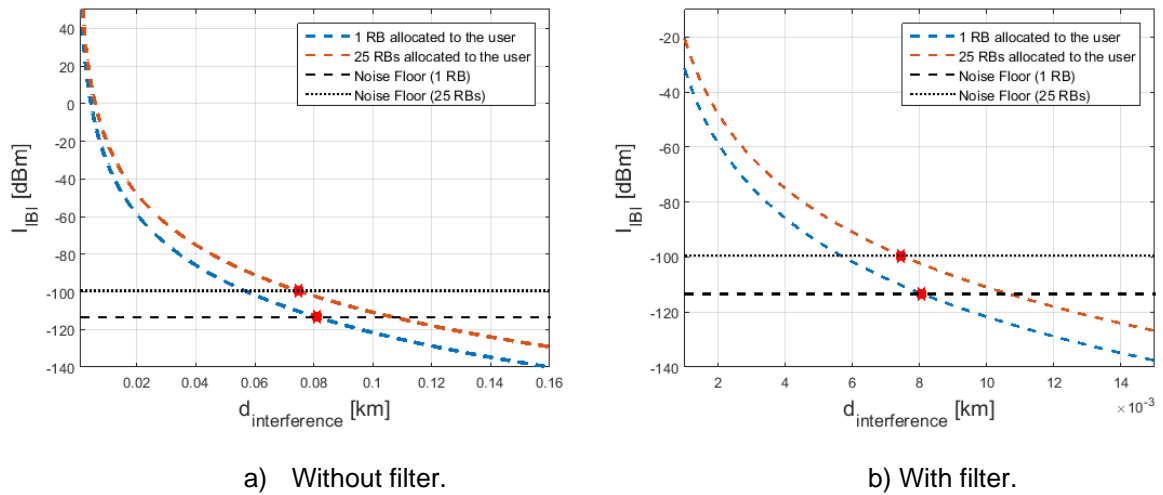 40
20
0
-20
-40
-60
-80
-100
-120
-140
I_IBI [dBm]
0.02 0.04 0.06 0.08 0.1 0.12 0.14 0.16
d_interference [km]
1 RB allocated to the user
25 RBs allocated to the user
Noise Floor (1 RB)
Noise Floor (25 RBs)
a) Without filter.
-20
-40
-60
-80
-100
-120
-140
I_IBI [dBm]
2 4 6 8 10 12 14
d_interference [km]
× 10⁻³
1 RB allocated to the user
25 RBs allocated to the user
Noise Floor (1 RB)
Noise Floor (25 RBs)
b) With filter.